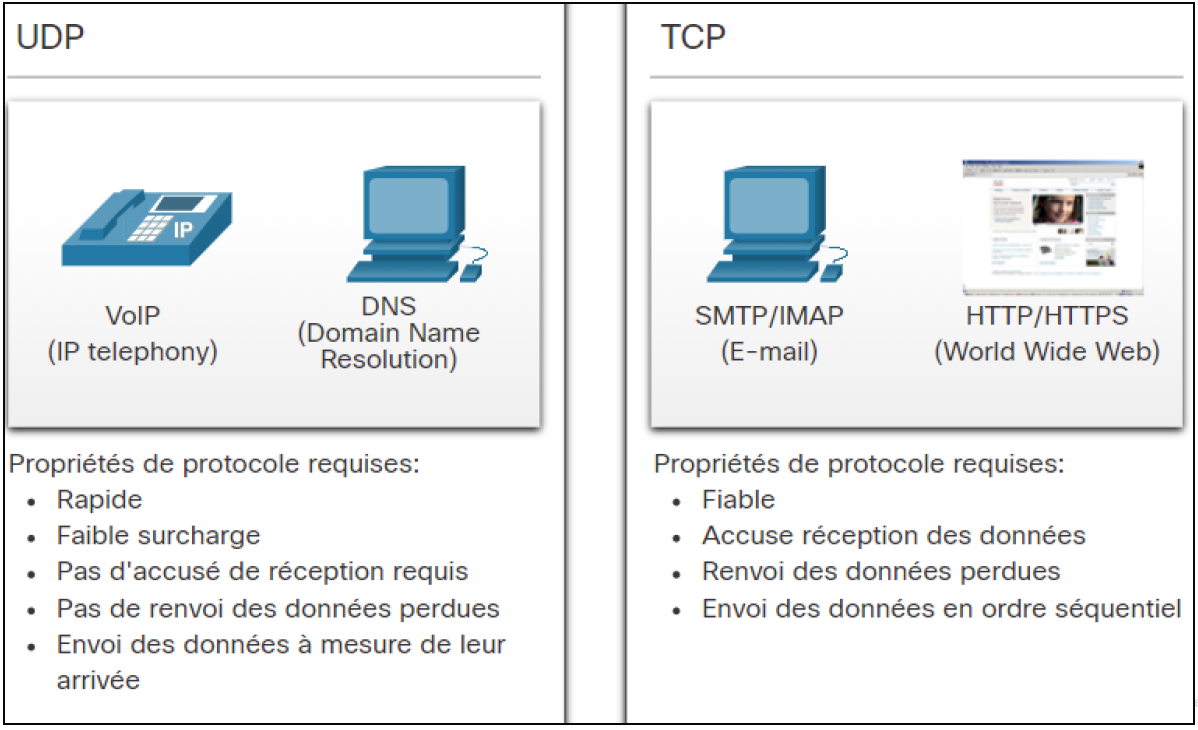 UDP
IP
VoIP
(IP telephony)
DNS
(Domain Name
Resolution)
Propriétés de protocole requises:
• Rapide
• Faible surcharge
• Pas d'accusé de réception requis
• Pas de renvoi des données perdues
• Envoi des données à mesure de leur
arrivée
TCP
SMTP/IMAP
(E-mail)
HTTP/HTTPS
(World Wide Web)
Propriétés de protocole requises:
• Fiable
• Accuse réception des données
• Renvoi des données perdues
• Envoi des données en ordre séquentiel